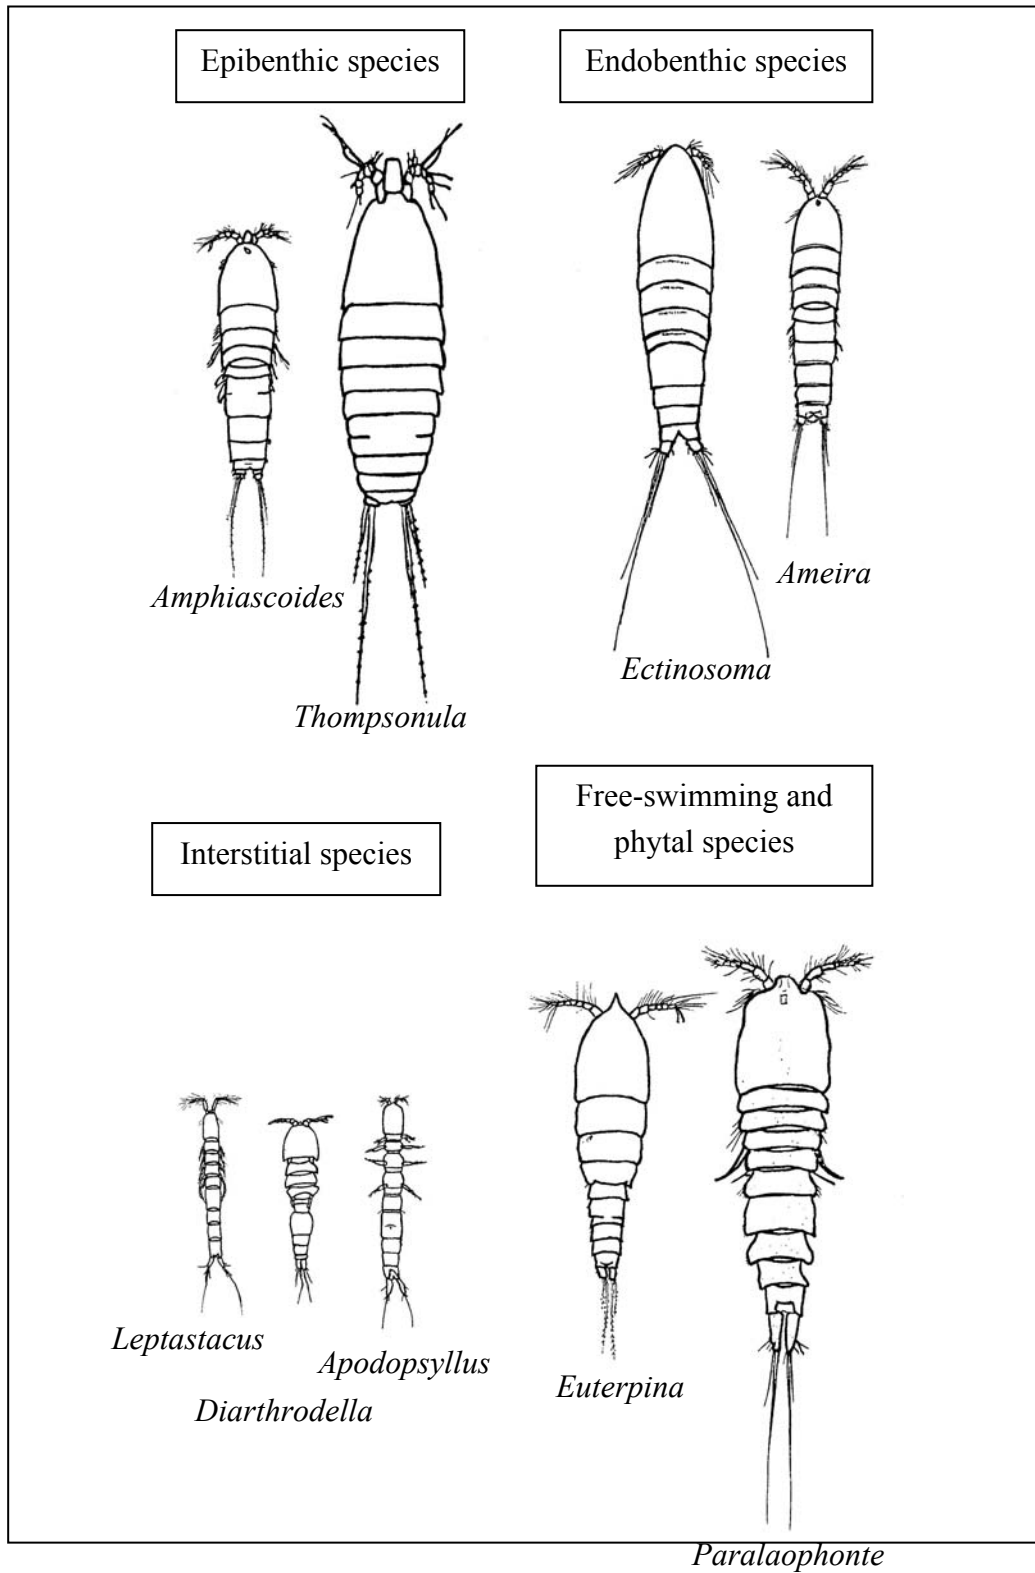 Epibenthic species
Endobenthic species
Amphiascoides
Thompsonula
Ameira
Ectinosoma
Interstitial species
Free-swimming and
phytal species
Leptastacus
Diarthrodella
Apodopsyllus
Euterpina
Paralaophonte